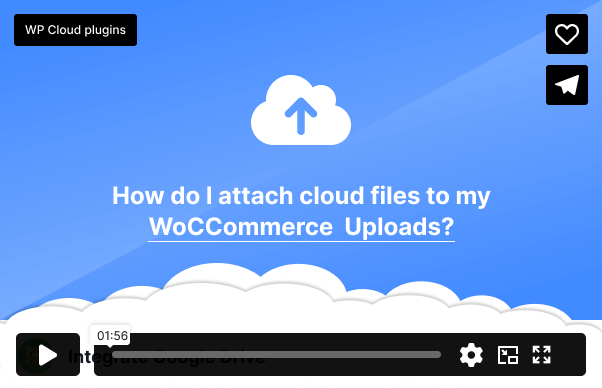 WP Cloud plugins
How do I attach cloud files to my
WoCCommerce Uploads?
01:56
Integrate Google Drive